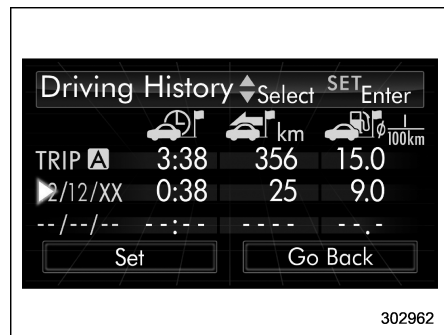 Driving History Select SET Enter
km ø l/100km
TRIP A 3:38 356 15.0
2/12/XX 0:38 25 9.0
--/--/-- --:-- ---- --.-
Set Go Back
302962